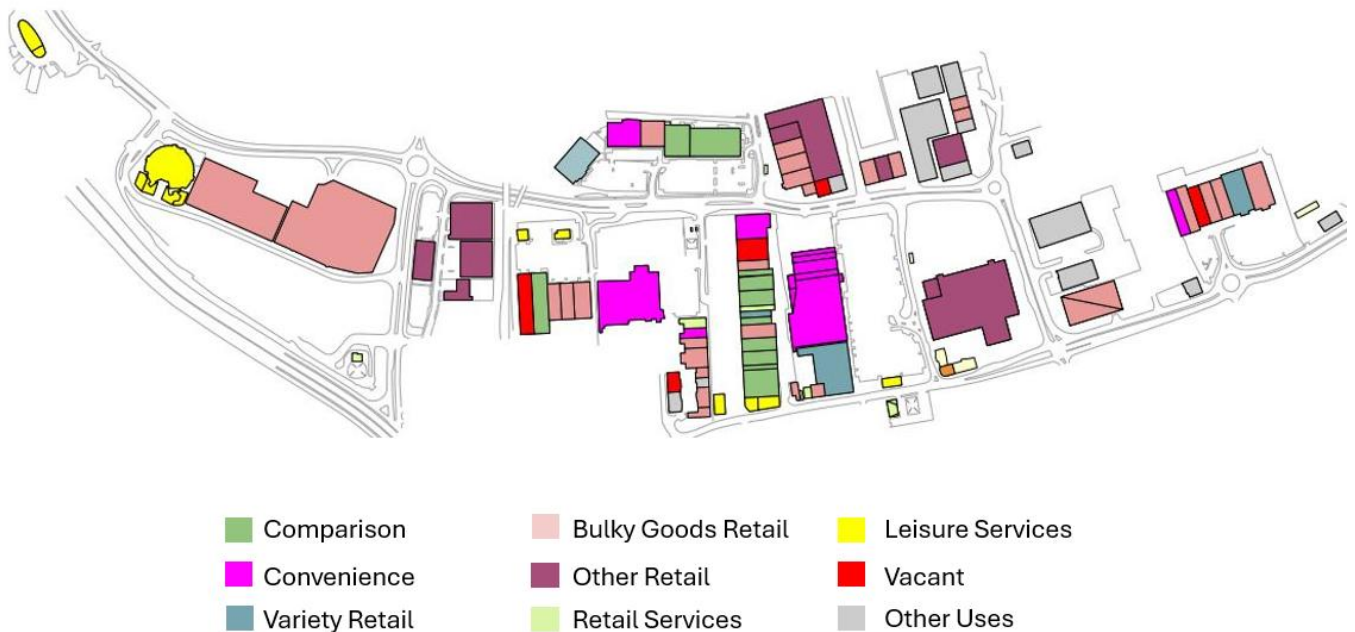 Comparison Bulky Goods Retail Leisure Services
Convenience Other Retail Vacant
Variety Retail Retail Services Other Uses